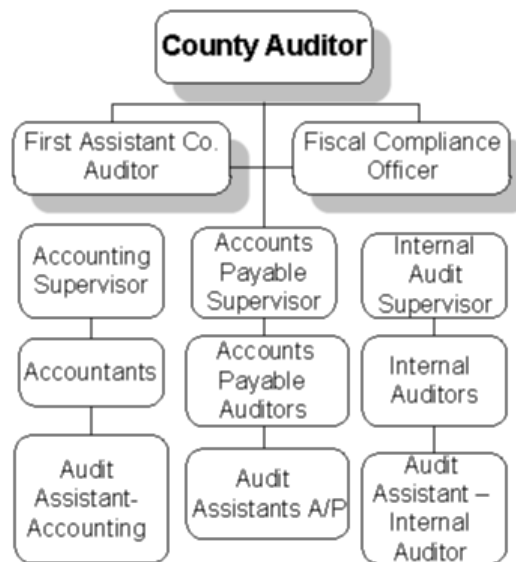 County Auditor
First Assistant Co.
Auditor
Fiscal Compliance
Officer
Accounting
Supervisor
Accounts
Payable
Supervisor
Internal
Audit
Supervisor
Accountants
Accounts
Payable
Auditors
Internal
Auditors
Audit
Assistant-
Accounting
Audit
Assistants A/P
Audit
Assistant –
Internal
Auditor